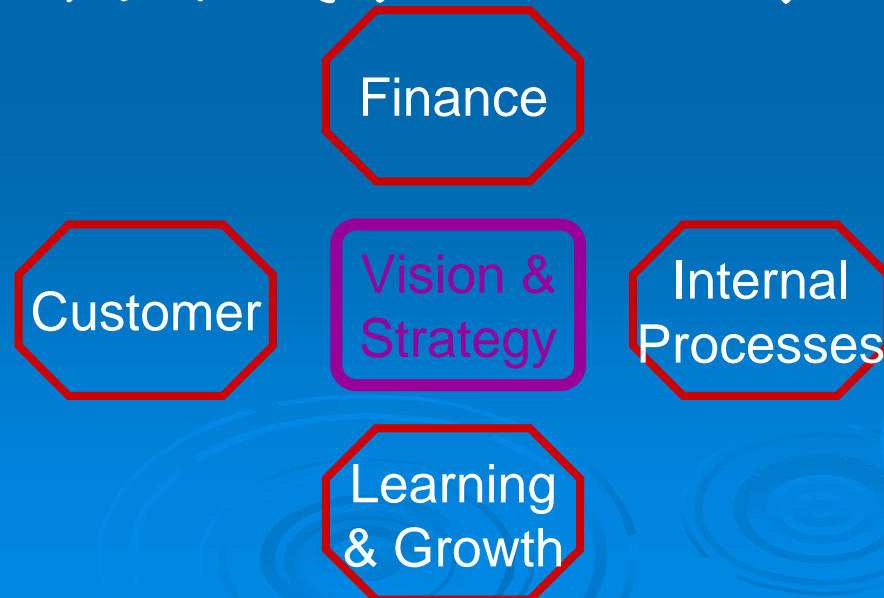 Finance
Customer
Vision &
Strategy
Internal
Processes
Learning
& Growth